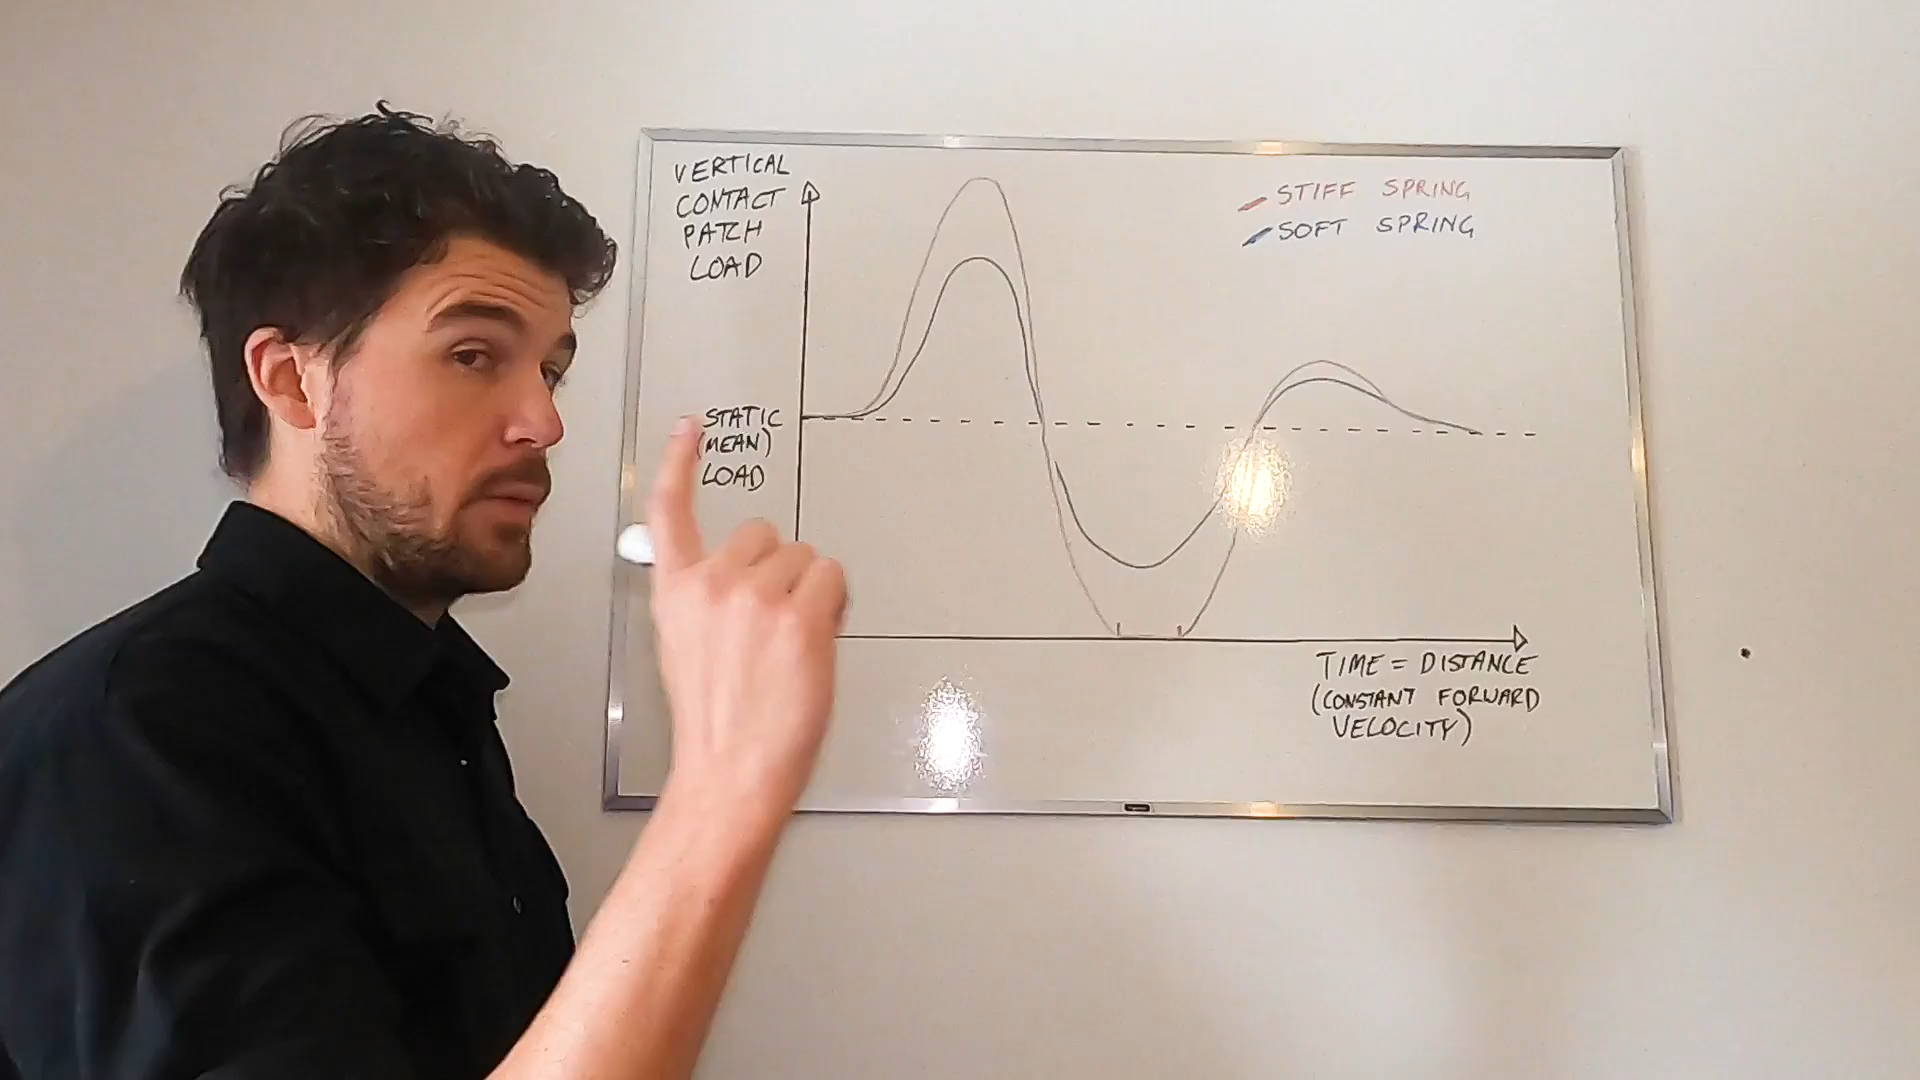 VERTICAL
CONTACT
PATCH
LOAD
STIFF SPRING
SOFT SPRING
STATIC
(MEAN)
LOAD
TIME = DISTANCE
(CONSTANT FORWARD
VELOCITY)